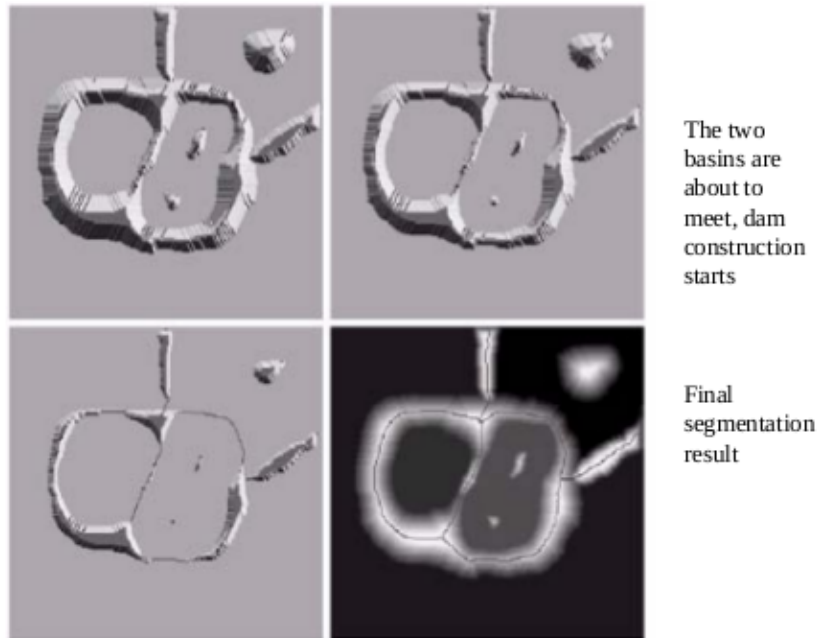 The two
basins are
about to
meet, dam
construction
starts
Final
segmentation
result